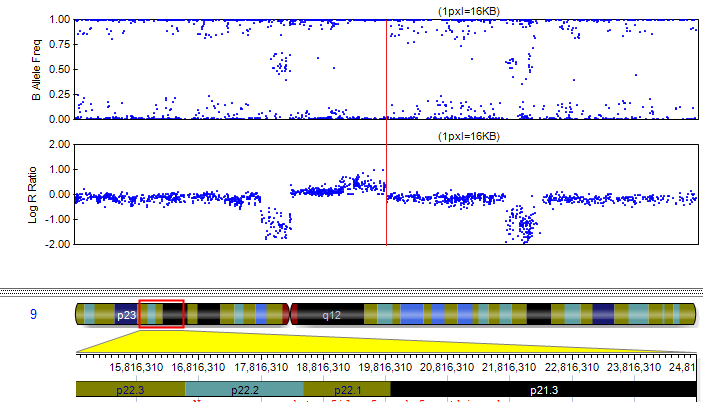 (1pxl=16KB)
1.00
0.75
0.50
0.25
0.00
B Allele Freq
(1pxl=16KB)
2.00
1.00
0.00
-1.00
-2.00
Log R Ratio
9
p23
q12
15,816,310 16,816,310 17,816,310 18,816,310 19,816,310 20,816,310 21,816,310 22,816,310 23,816,310 24,81
p22.3 p22.2 p22.1 p21.3